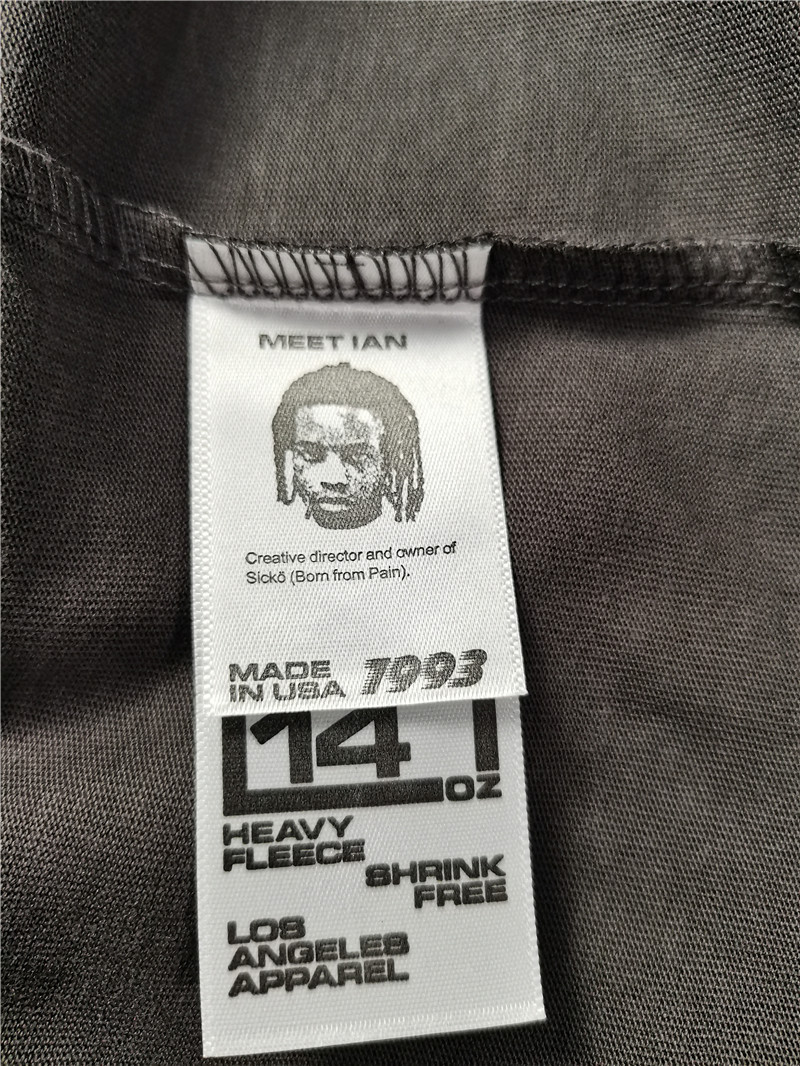 MEET IAN
Creative director and owner of
Sickö (Born from Pain).
MADE
IN USA 1993
14
OZ
HEAVY
FLEECE
SHRINK
FREE
LOS
ANGELES
APPAREL